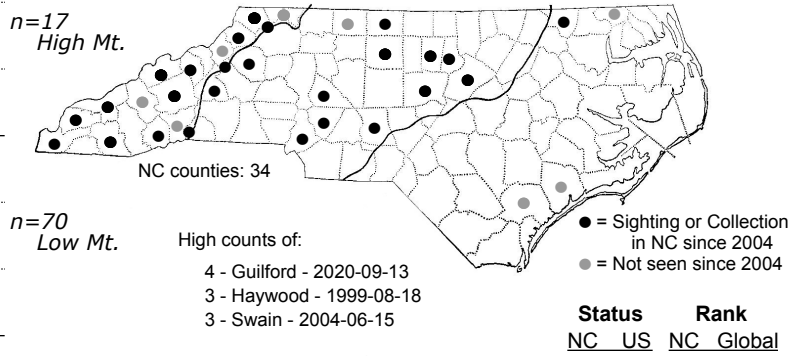 n=17
High Mt.
NC counties: 34
n=70
Low Mt.
High counts of:
4 - Guilford - 2020-09-13
3 - Haywood - 1999-08-18
3 - Swain - 2004-06-15
= Sighting or Collection
in NC since 2004
= Not seen since 2004
Status Rank
NC US NC Global